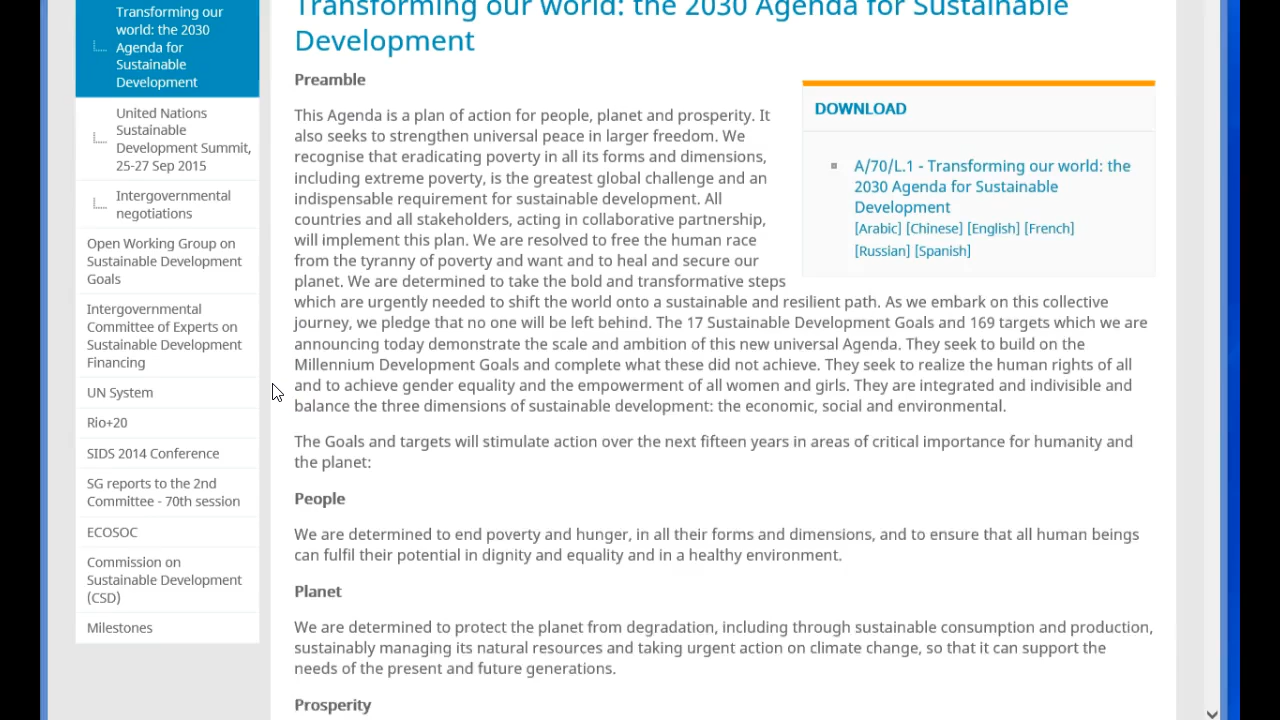 Transforming our
world: the 2030
Agenda for
Sustainable
Development
United Nations
Sustainable
Development Summit,
25-27 Sep 2015
Intergovernmental
negotiations
Open Working Group on
Sustainable Development
Goals
Intergovernmental
Committee of Experts on
Sustainable Development
Financing
UN System
Rio+20
SIDS 2014 Conference
SG reports to the 2nd
Committee - 70th session
ECOSOC
Commission on
Sustainable Development
(CSD)
Milestones
Transforming our world: the 2030 Agenda for Sustainable
Development
Preamble
This Agenda is a plan of action for people, planet and prosperity. It
also seeks to strengthen universal peace in larger freedom. We
recognise that eradicating poverty in all its forms and dimensions,
including extreme poverty, is the greatest global challenge and an
indispensable requirement for sustainable development. All
countries and all stakeholders, acting in collaborative partnership,
will implement this plan. We are resolved to free the human race
from the tyranny of poverty and want and to heal and secure our
planet. We are determined to take the bold and transformative steps
which are urgently needed to shift the world onto a sustainable and resilient path. As we embark on this collective
journey, we pledge that no one will be left behind. The 17 Sustainable Development Goals and 169 targets which we are
announcing today demonstrate the scale and ambition of this new universal Agenda. They seek to build on the
Millennium Development Goals and complete what these did not achieve. They seek to realize the human rights of all
and to achieve gender equality and the empowerment of all women and girls. They are integrated and indivisible and
balance the three dimensions of sustainable development: the economic, social and environmental.
The Goals and targets will stimulate action over the next fifteen years in areas of critical importance for humanity and
the planet:
People
We are determined to end poverty and hunger, in all their forms and dimensions, and to ensure that all human beings
can fulfil their potential in dignity and equality and in a healthy environment.
Planet
We are determined to protect the planet from degradation, including through sustainable consumption and production,
sustainably managing its natural resources and taking urgent action on climate change, so that it can support the
needs of the present and future generations.
Prosperity
DOWNLOAD
A/70/L.1 - Transforming our world: the
2030 Agenda for Sustainable
Development
[Arabic] [Chinese] [English] [French]
[Russian] [Spanish]